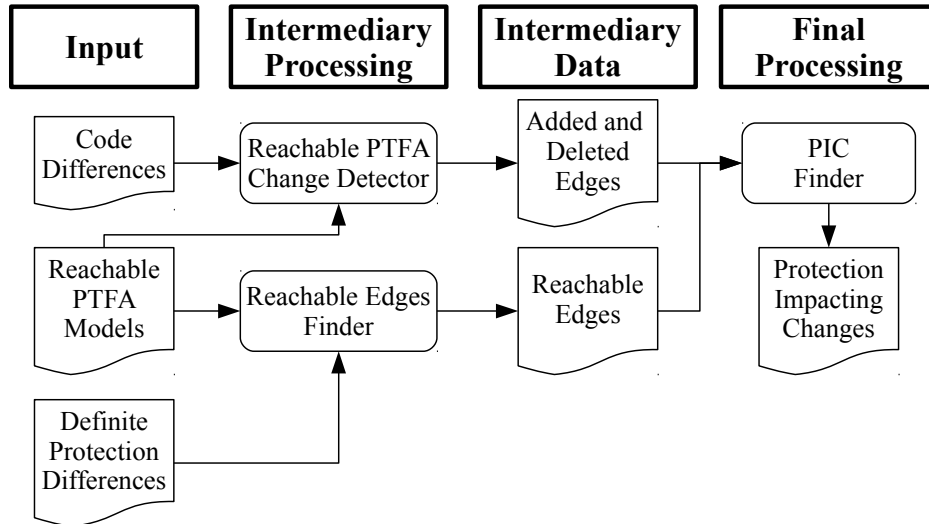 Input
Intermediary
Processing
Intermediary
Data
Final
Processing
Code
Differences
Reachable PTFA
Change Detector
Added and
Deleted
Edges
PIC
Finder
Reachable
PTFA
Models
Reachable Edges
Finder
Reachable
Edges
Protection
Impacting
Changes
Definite
Protection
Differences